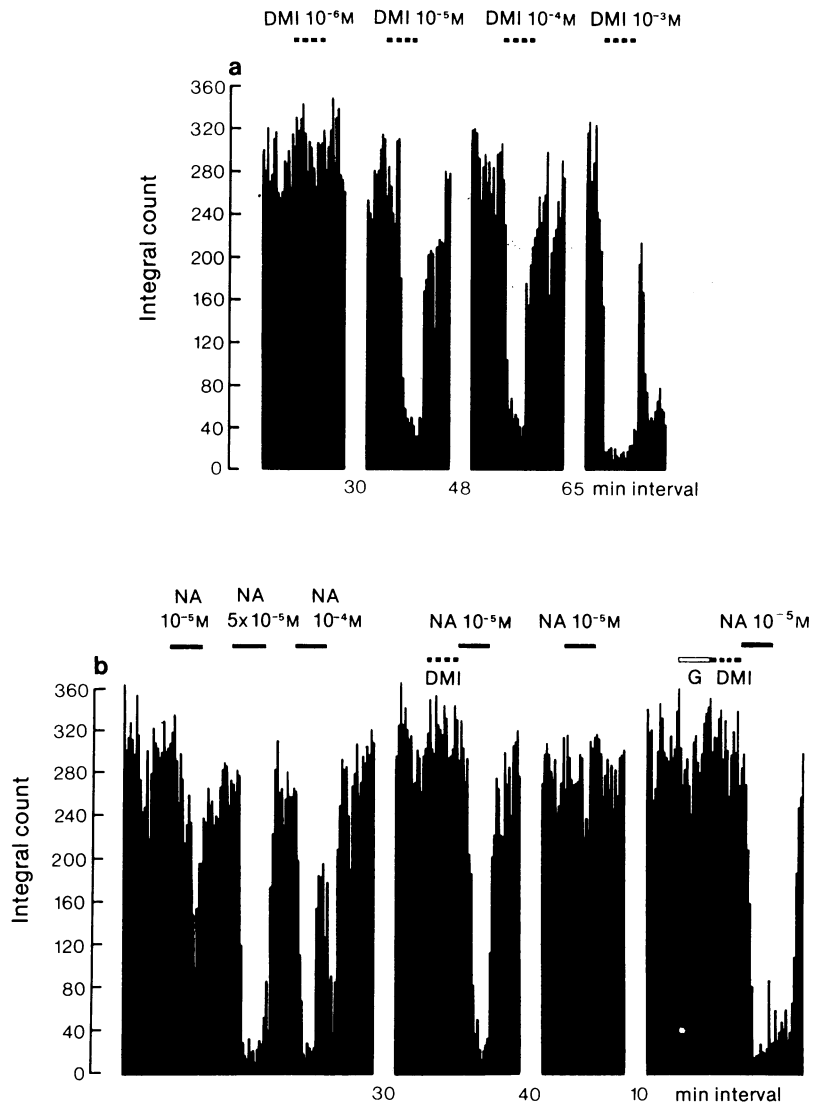 DMI 10⁻⁶M DMI 10⁻⁵M DMI 10⁻⁴M DMI 10⁻³M
a
360
320
280
240
200
160
120
80
40
0
Integral count
30 48 65 min interval
NA NA NA
10⁻⁵M 5x10⁻⁵M 10⁻⁴M NA 10⁻⁵M NA 10⁻⁵M NA 10⁻⁵M
b
DMI G DMI
360
320
280
240
200
160
120
80
40
0
Integral count
30 40 10 min interval